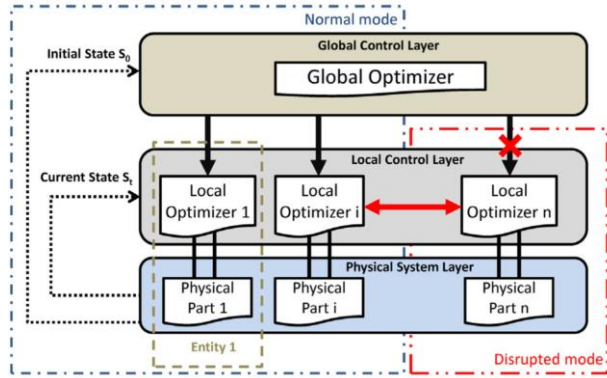 Normal mode
Initial State S₀
Global Control Layer
Global Optimizer
Current State Sₜ
Local Control Layer
Local
Optimizer 1
Local
Optimizer i
Local
Optimizer n
Physical System Layer
Physical
Part 1
Physical
Part i
Physical
Part n
Entity 1
Disrupted mode